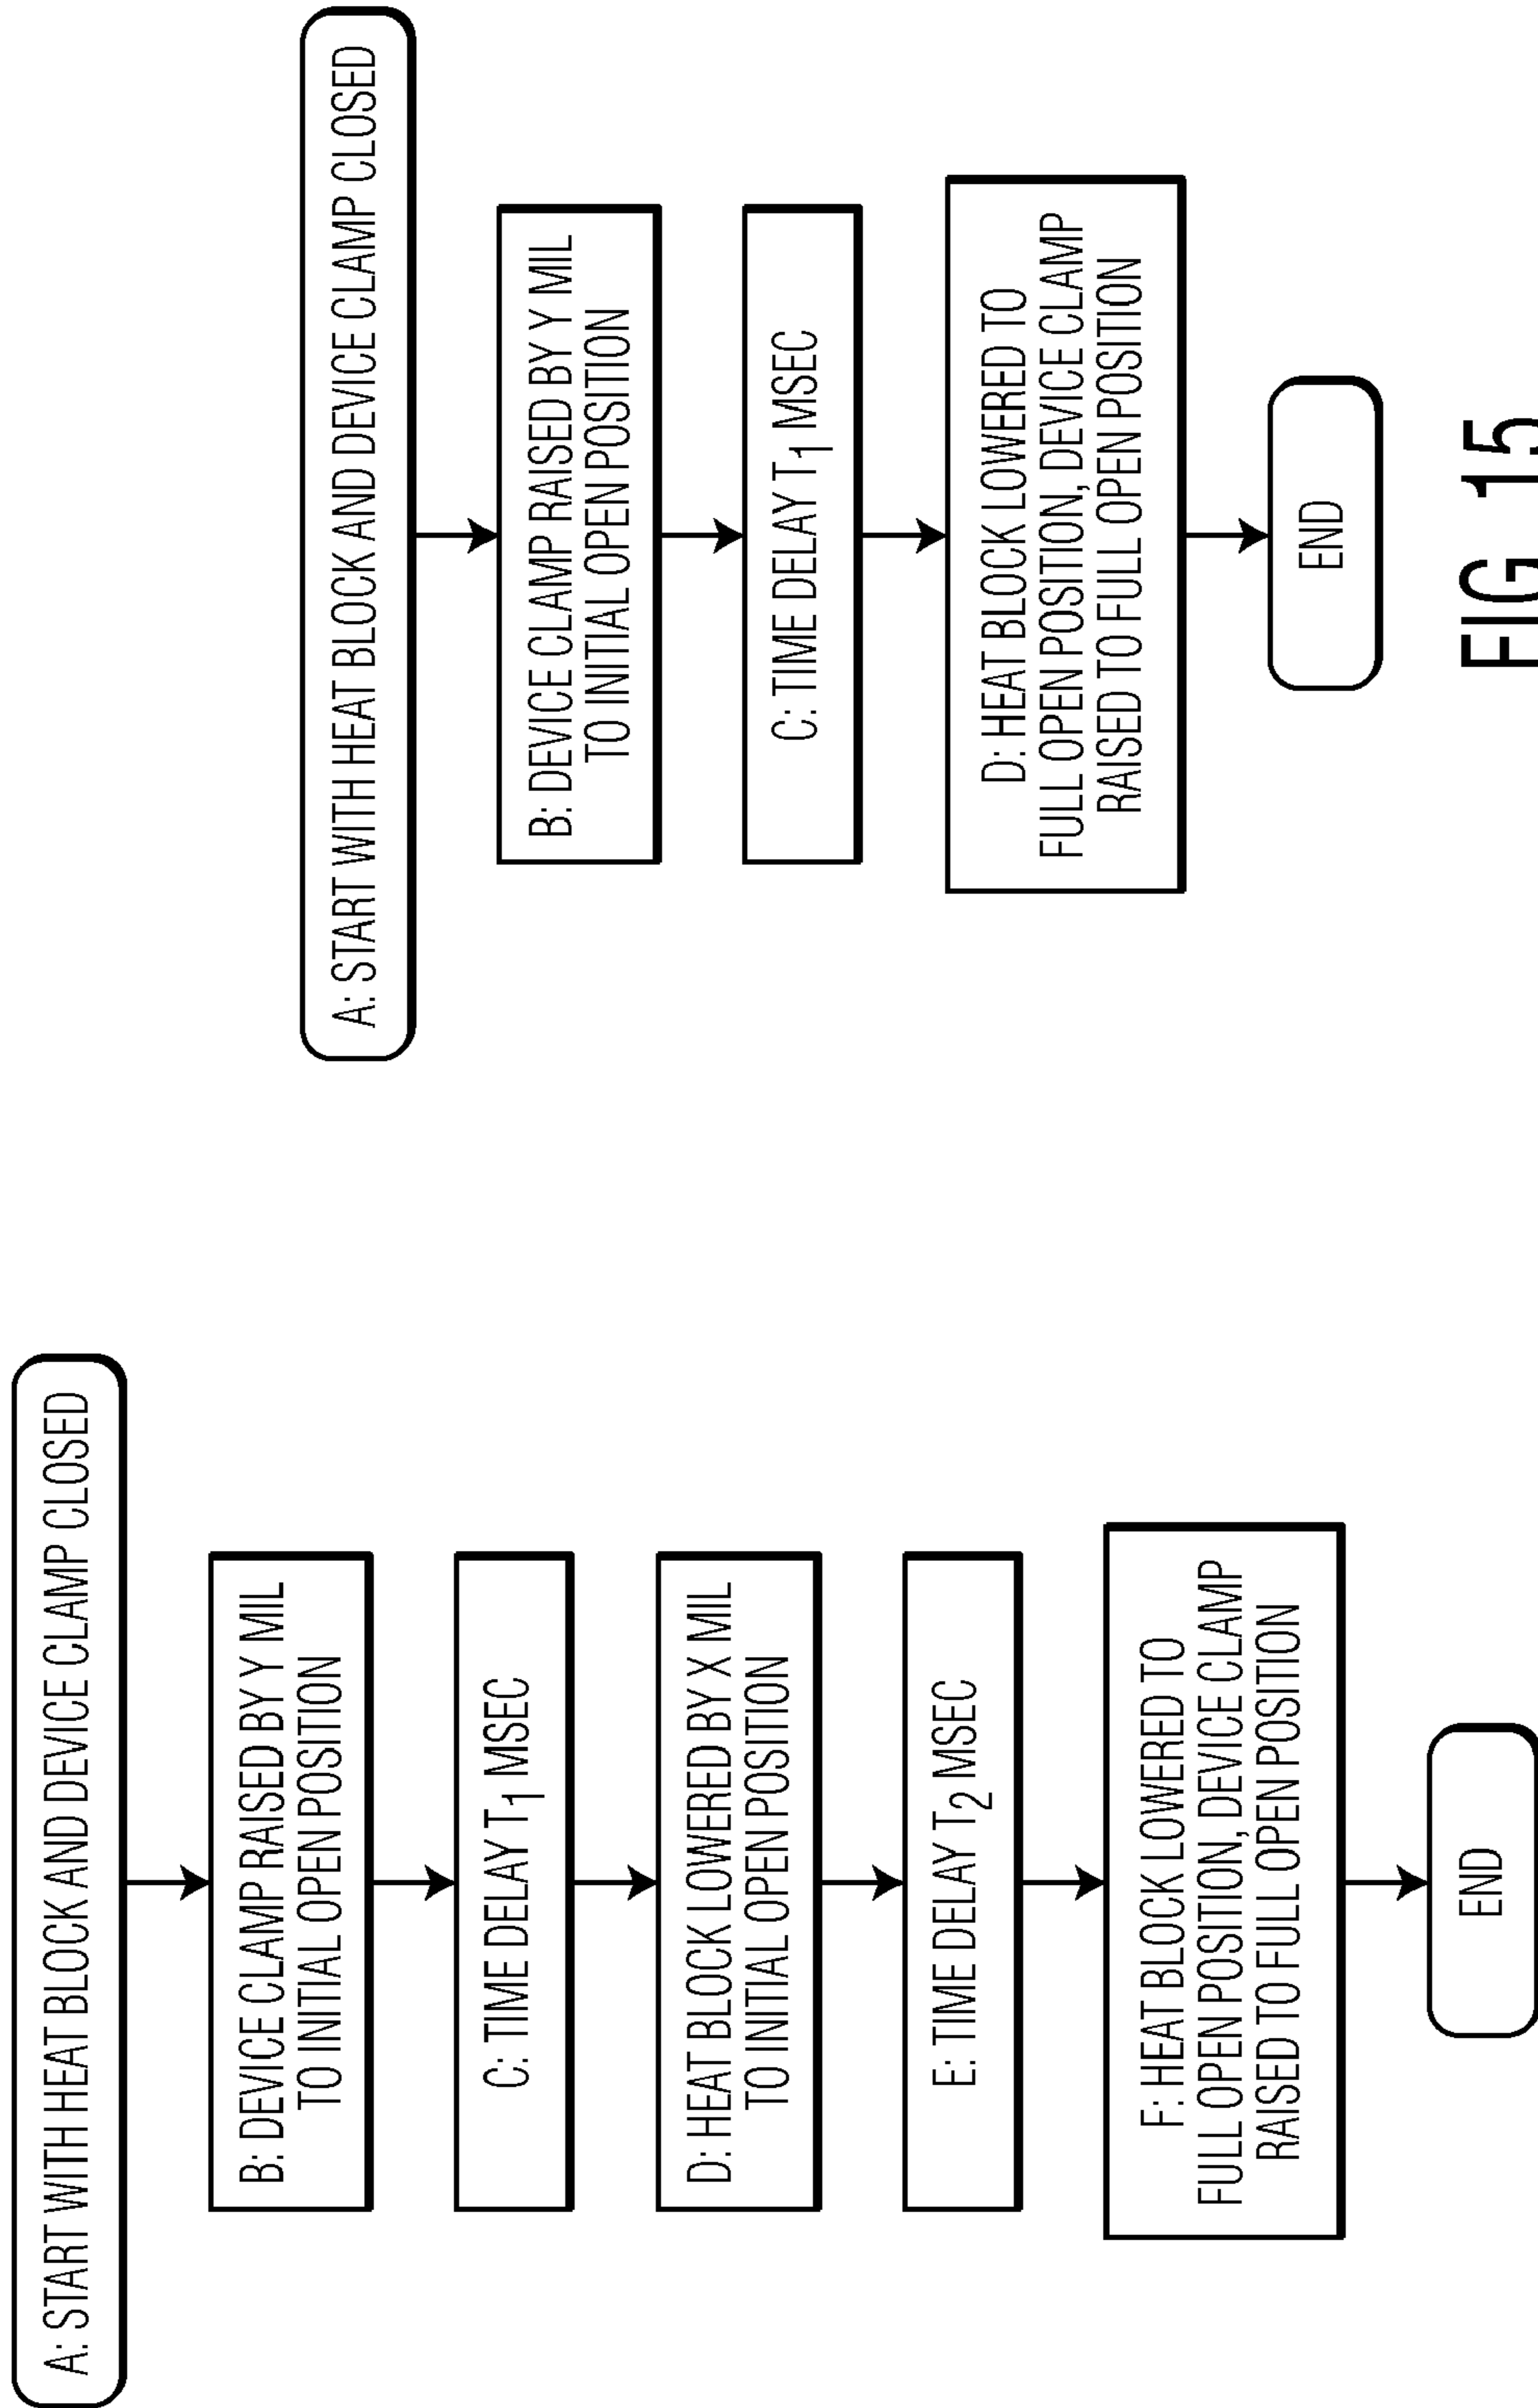 A: START WITH HEAT BLOCK AND DEVICE CLAMP CLOSED
B: DEVICE CLAMP RAISED BY Y MIL
TO INITIAL OPEN POSITION
C: TIME DELAY T1 MSEC
D: HEAT BLOCK LOWERED BY X MIL
TO INITIAL OPEN POSITION
E: TIME DELAY T2 MSEC
F: HEAT BLOCK LOWERED TO
FULL OPEN POSITION, DEVICE CLAMP
RAISED TO FULL OPEN POSITION
END
A: START WITH HEAT BLOCK AND DEVICE CLAMP CLOSED
B: DEVICE CLAMP RAISED BY Y MIL
TO INITIAL OPEN POSITION
C: TIME DELAY T1 MSEC
D: HEAT BLOCK LOWERED TO
FULL OPEN POSITION, DEVICE CLAMP
RAISED TO FULL OPEN POSITION
END
FIG 15